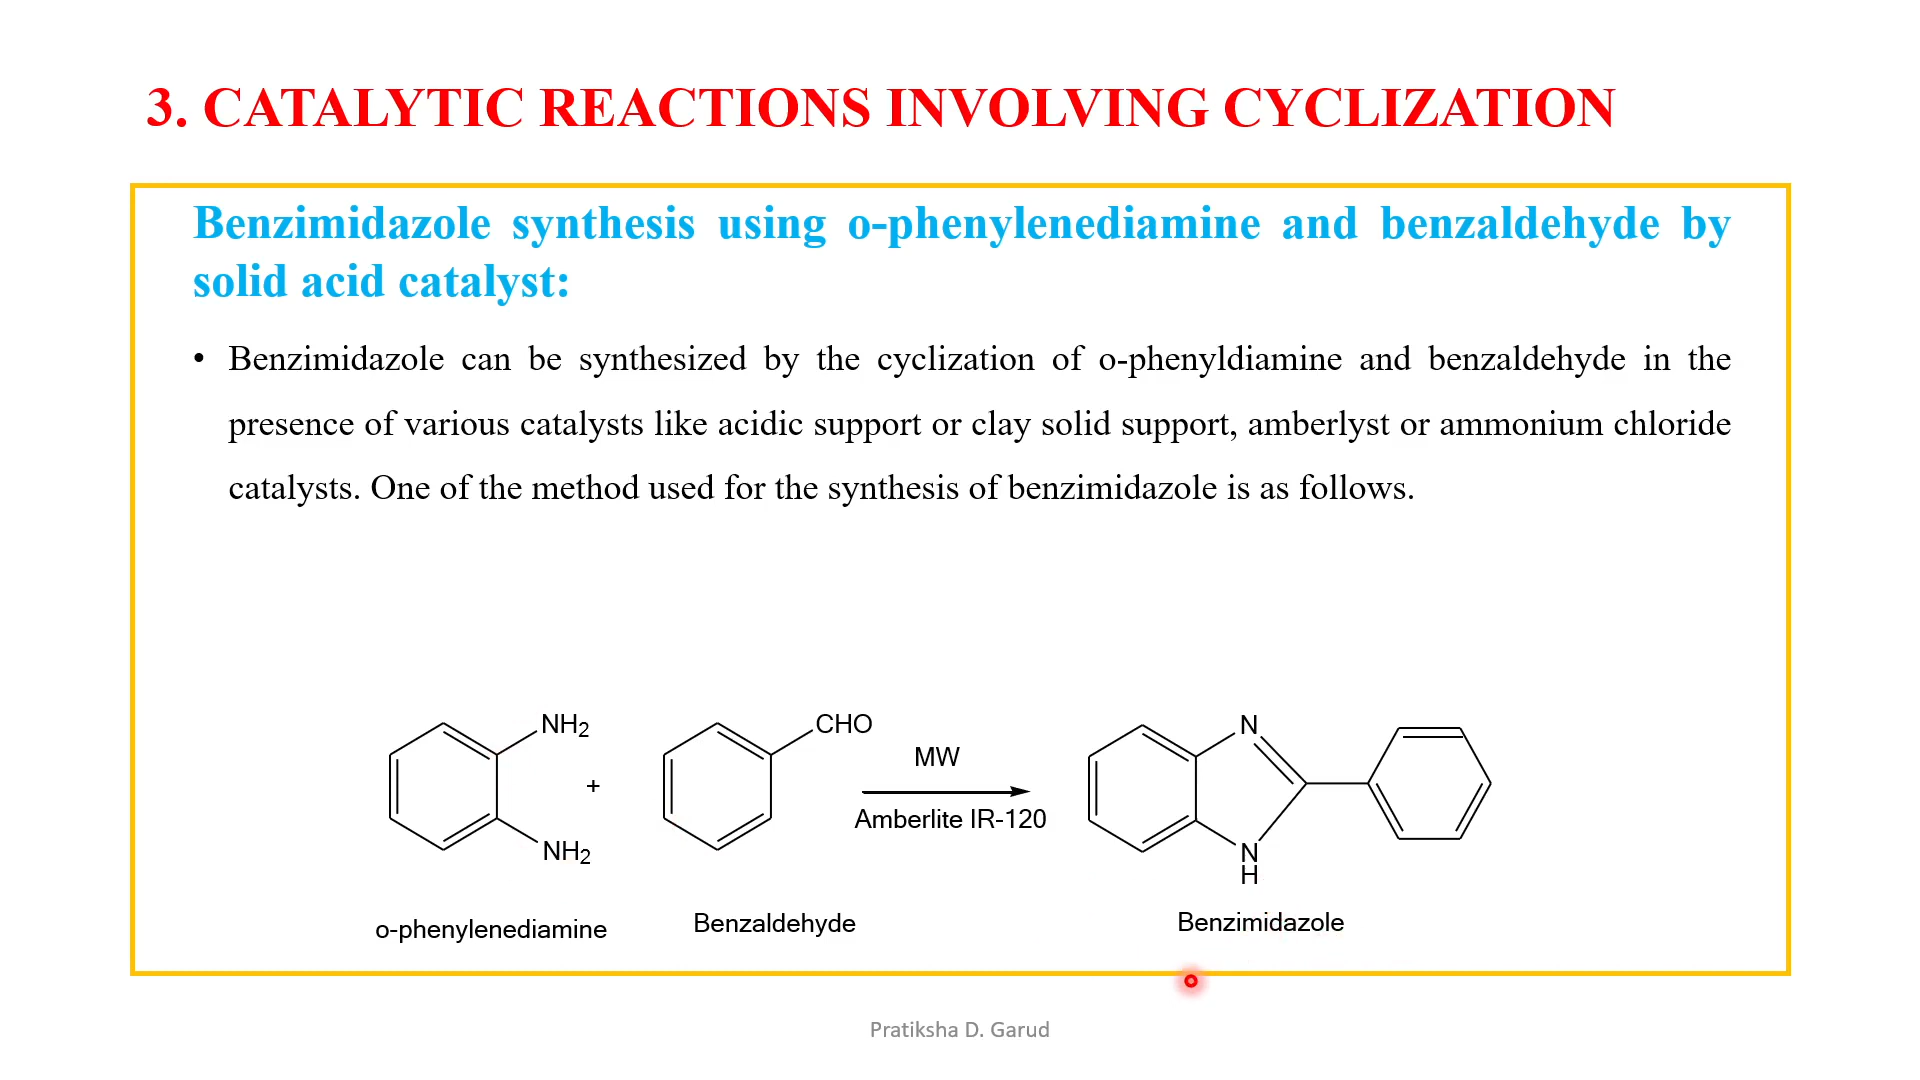 3. CATALYTIC REACTIONS INVOLVING CYCLIZATION
Benzimidazole synthesis using o-phenylenediamine and benzaldehyde by
solid acid catalyst:
• Benzimidazole can be synthesized by the cyclization of o-phenyldiamine and benzaldehyde in the
presence of various catalysts like acidic support or clay solid support, amberlyst or ammonium chloride
catalysts. One of the method used for the synthesis of benzimidazole is as follows.
NH2
+
NH2
o-phenylenediamine
CHO
Benzaldehyde
MW
Amberlite IR-120
N
N
H
Benzimidazole
Pratiksha D. Garud